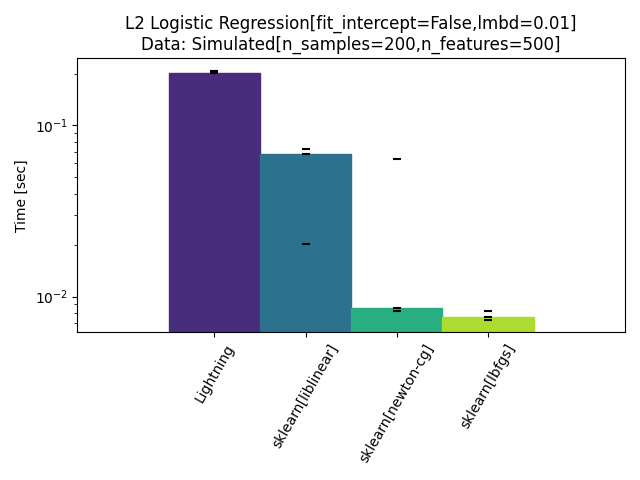 L2 Logistic Regression[fit_intercept=False,lmbd=0.01]
Data: Simulated[n_samples=200,n_features=500]
Time [sec]
10⁻¹
10⁻²
Lightning
sklearn[liblinear]
sklearn[newton-cg]
sklearn[lbfgs]